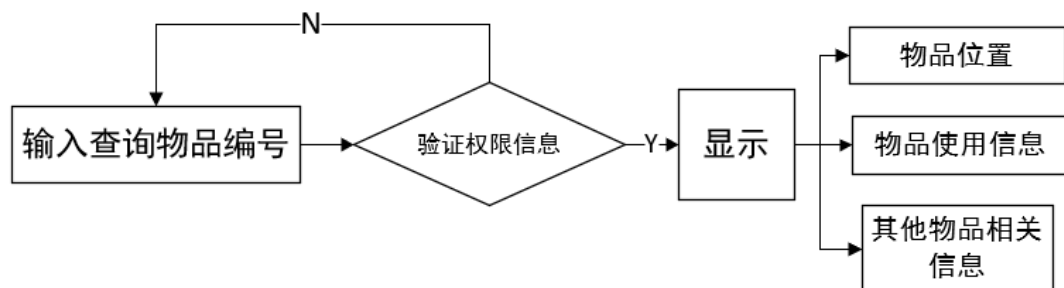 N
物品位置
输入查询物品编号
验证权限信息
Y
显示
物品使用信息
其他物品相关
信息